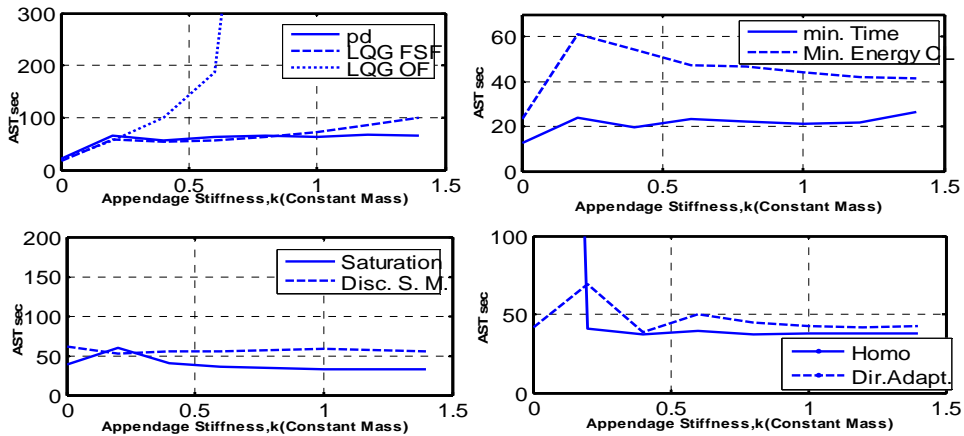 300
200
100
0
AST sec
pd
LQG FSF
LQG OF
0
0.5
1
1.5
Appendage Stiffness,k(Constant Mass)
60
40
20
0
AST sec
min. Time
Min. Energy C
0
0.5
1
1.5
Appendage Stiffness,k(Constant Mass)
200
150
100
50
0
AST sec
Saturation
Disc. S. M.
0
0.5
1
1.5
Appendage Stiffness,k(Constant Mass)
100
50
0
AST sec
Homo
Dir.Adapt.
0
0.5
1
1.5
Appendage Stiffness,k(Constant Mass)